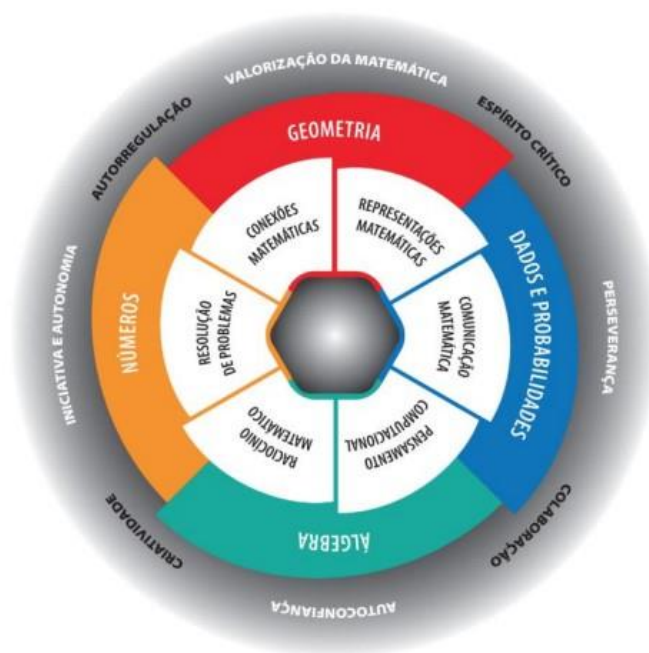 VALORIZAÇÃO DA MATEMÁTICA
ESPÍRITO CRÍTICO
PERSEVERANÇA
COLABORAÇÃO
AUTOCONFIANÇA
CRIATIVIDADE
INICIATIVA E AUTONOMIA
AUTORREGULAÇÃO
GEOMETRIA
DADOS E PROBABILIDADES
ÁLGEBRA
NÚMEROS
CONEXÕES
MATEMÁTICAS
REPRESENTAÇÕES
MATEMÁTICAS
COMUNICAÇÃO
MATEMÁTICA
PENSAMENTO
COMPUTACIONAL
RACIOCÍNIO
MATEMÁTICO
RESOLUÇÃO
DE PROBLEMAS